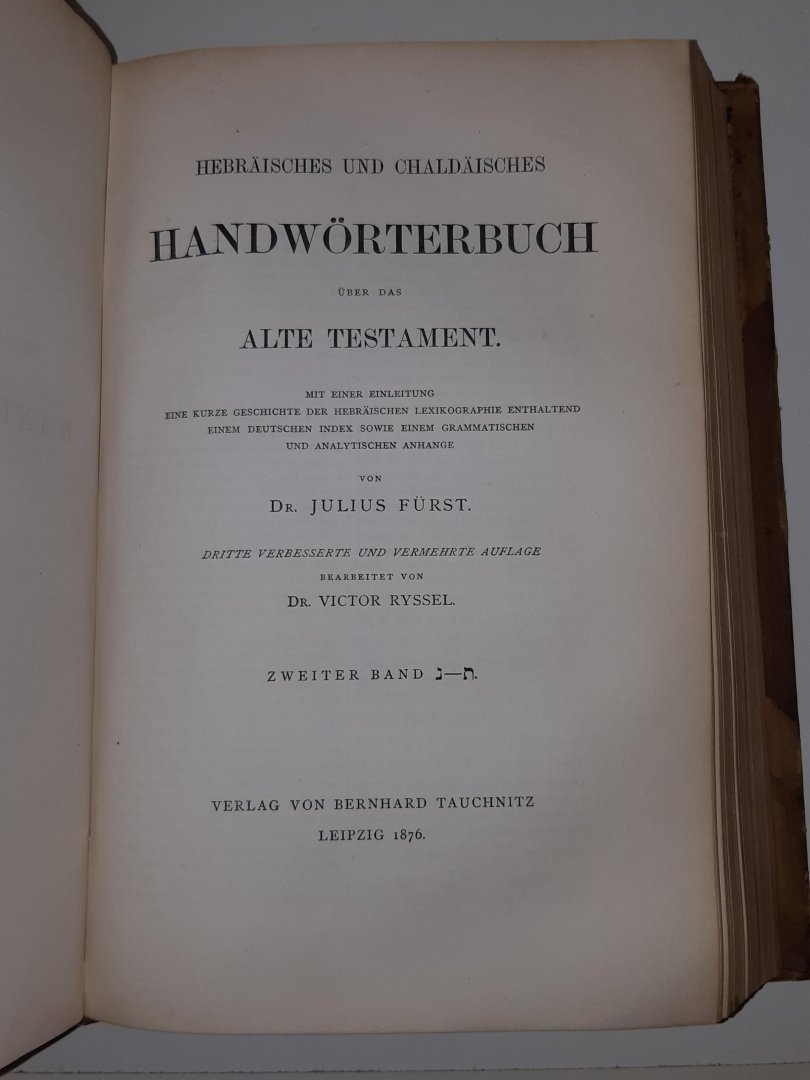 HEBRÄISCHES UND CHALDÄISCHES
HANDWÖRTERBUCH
ÜBER DAS
ALTE TESTAMENT.
MIT EINER EINLEITUNG
EINE KURZE GESCHICHTE DER HEBRÄISCHEN LEXIKOGRAPHIE ENTHALTEND
EINEM DEUTSCHEN INDEX SOWIE EINEM GRAMMATISCHEN
UND ANALYTISCHEN ANHANGE
VON
DR. JULIUS FÜRST.
DRITTE VERBESSERTE UND VERMEHRTE AUFLAGE
BEARBEITET VON
DR. VICTOR RYSSEL.
ZWEITER BAND נ—ת.
VERLAG VON BERNHARD TAUCHNITZ
LEIPZIG 1876.